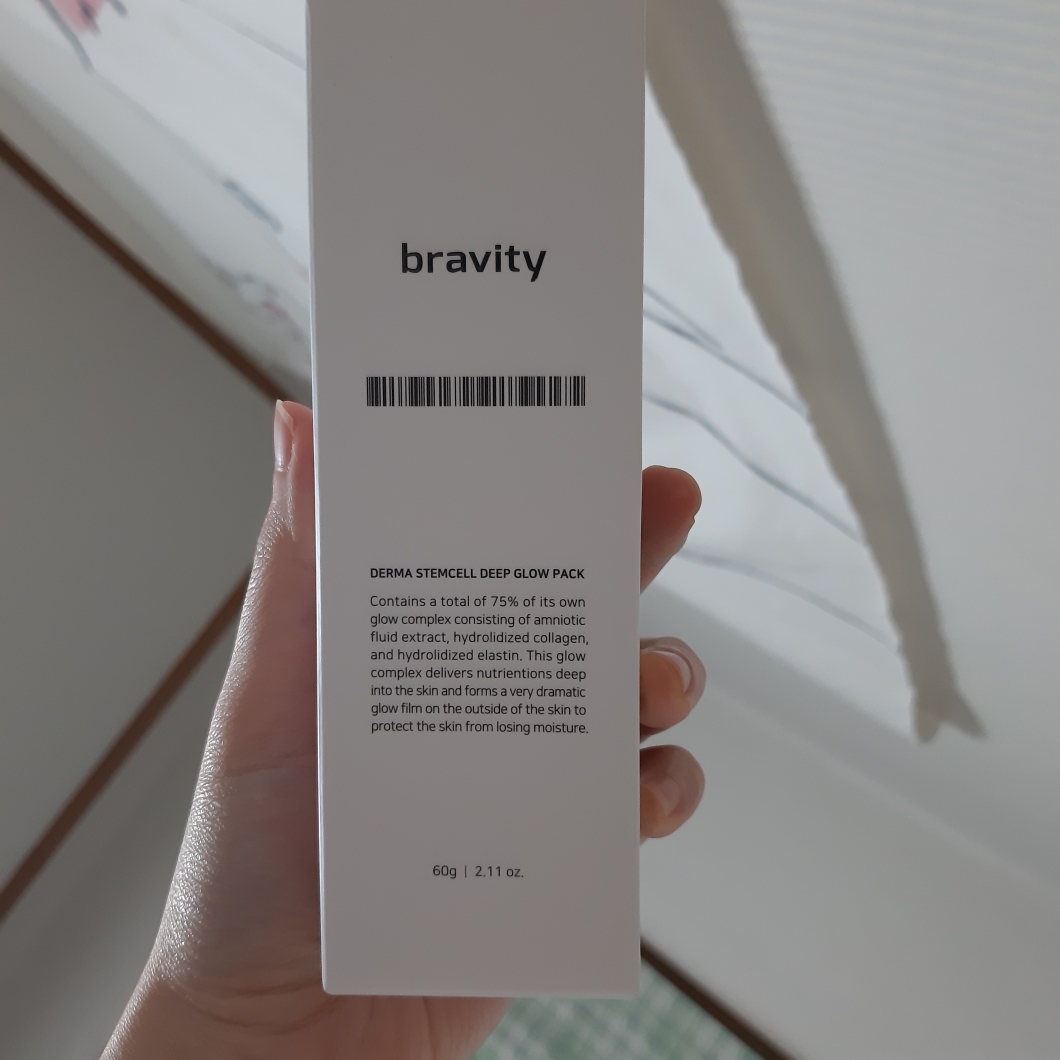 bravity
DERMA STEMCELL DEEP GLOW PACK
Contains a total of 75% of its own
glow complex consisting of amniotic
fluid extract, hydrolidized collagen,
and hydrolidized elastin. This glow
complex delivers nutrientions deep
into the skin and forms a very dramatic
glow film on the outside of the skin to
protect the skin from losing moisture.
60g | 2.11 oz.